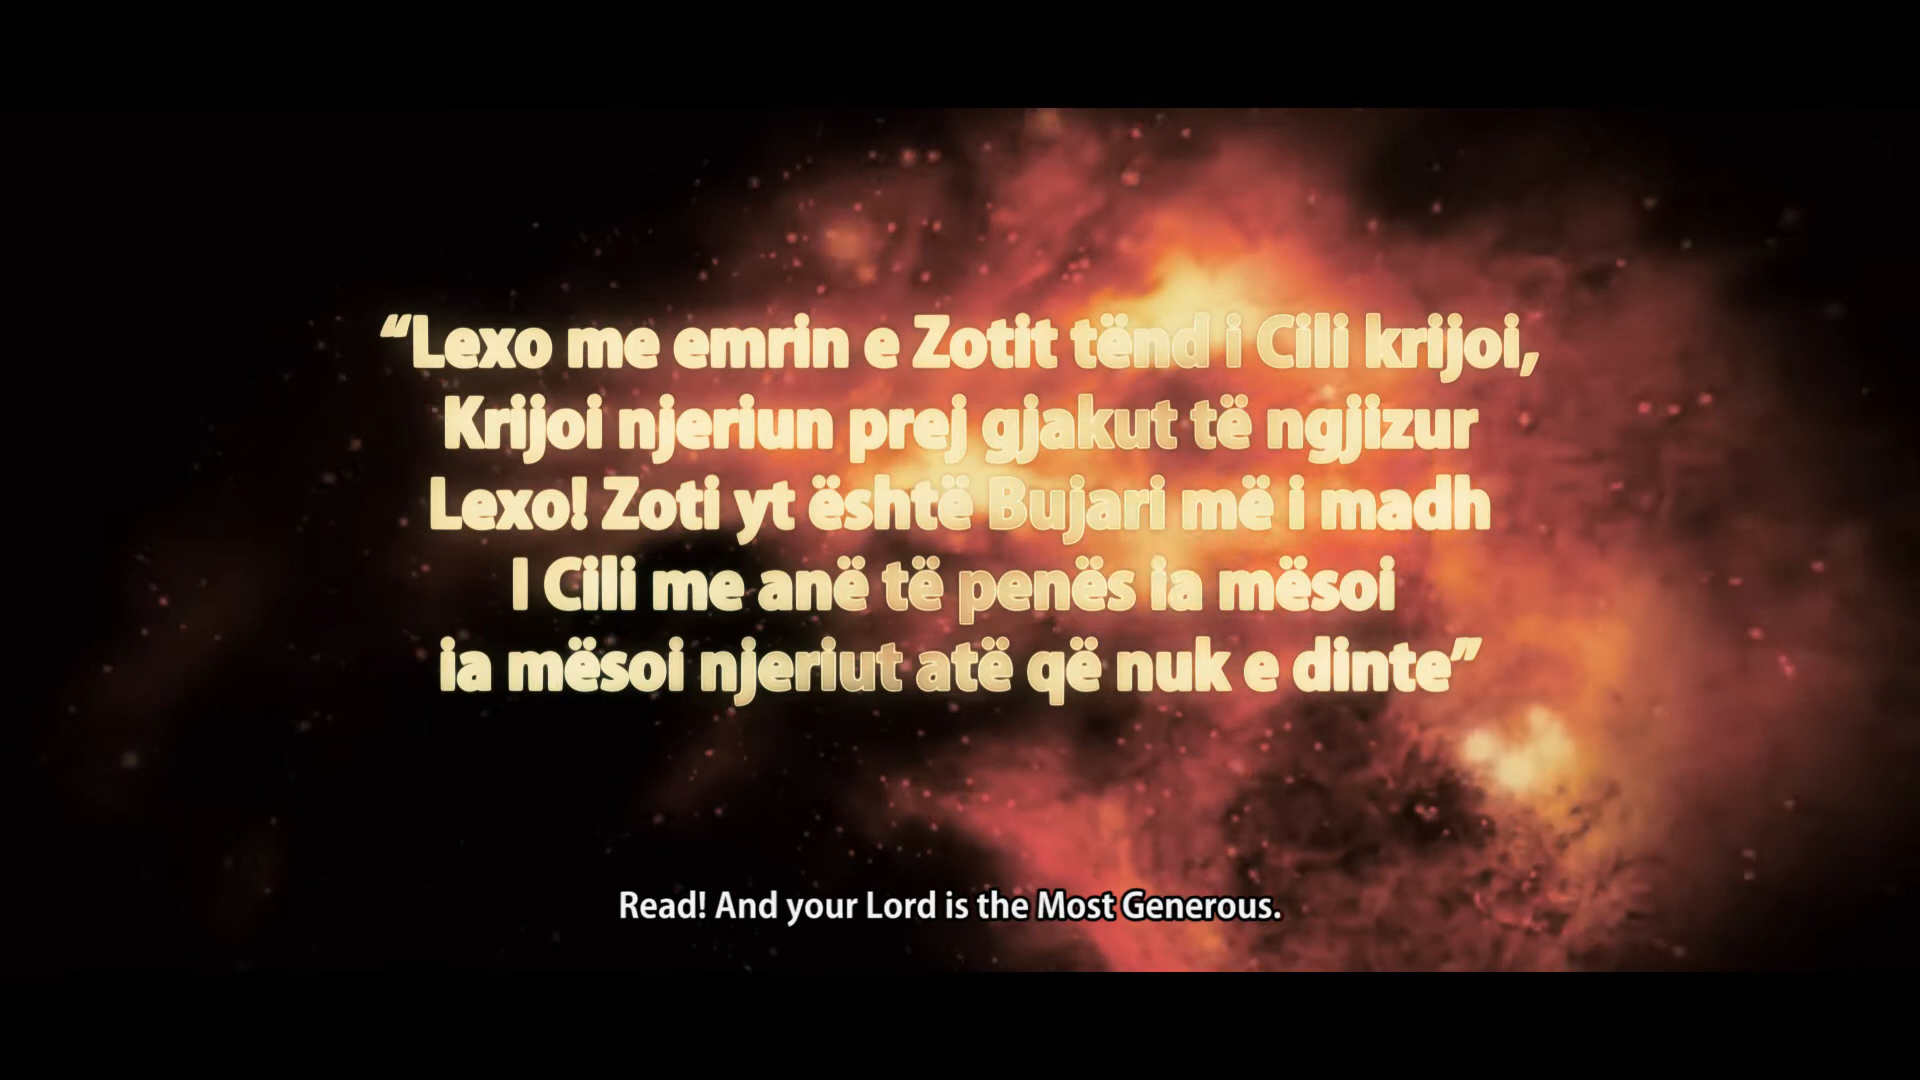 “Lexo me emrin e Zotit tënd i Cili krijoi,
Krijoi njeriun prej gjakut të ngjizur
Lexo! Zoti yt është Bujari më i madh
I Cili me anë të penës ia mësoi
ia mësoi njeriut atë që nuk e dinte”
Read! And your Lord is the Most Generous.